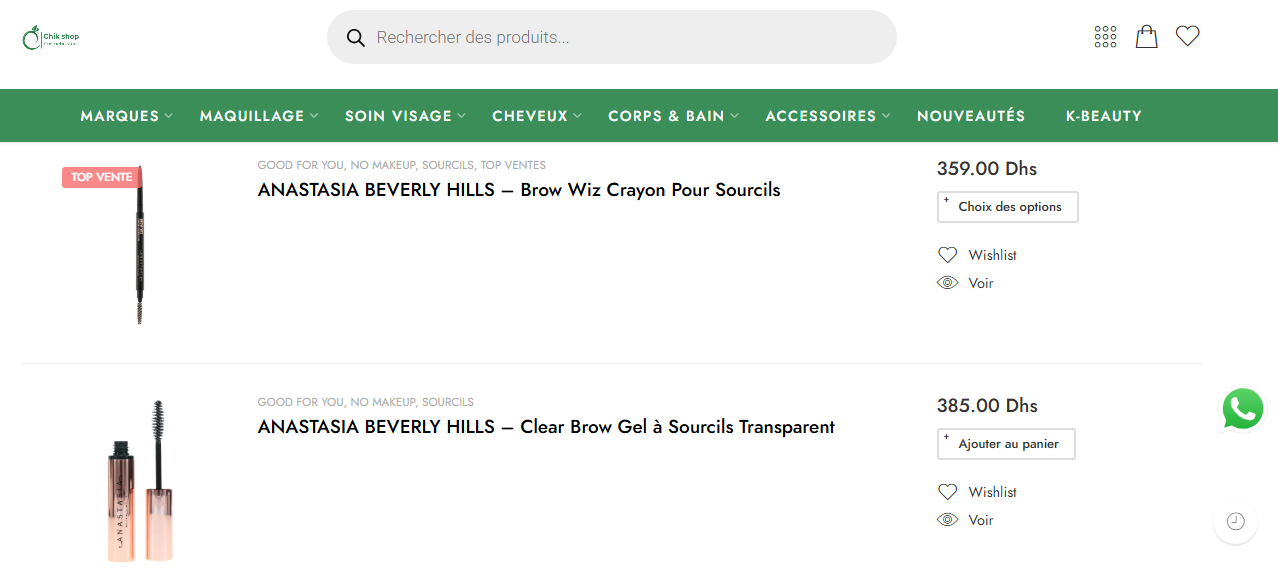 Chik shop
Rechercher des produits...
MARQUES
MAQUILLAGE
SOIN VISAGE
CHEVEUX
CORPS & BAIN
ACCESSOIRES
NOUVEAUTÉS
K-BEAUTY
TOP VENTE
GOOD FOR YOU, NO MAKEUP, SOURCILS, TOP VENTES
ANASTASIA BEVERLY HILLS – Brow Wiz Crayon Pour Sourcils
359.00 Dhs
+ Choix des options
Wishlist
Voir
GOOD FOR YOU, NO MAKEUP, SOURCILS
ANASTASIA BEVERLY HILLS – Clear Brow Gel à Sourcils Transparent
385.00 Dhs
+ Ajouter au panier
Wishlist
Voir
ANASTASIA